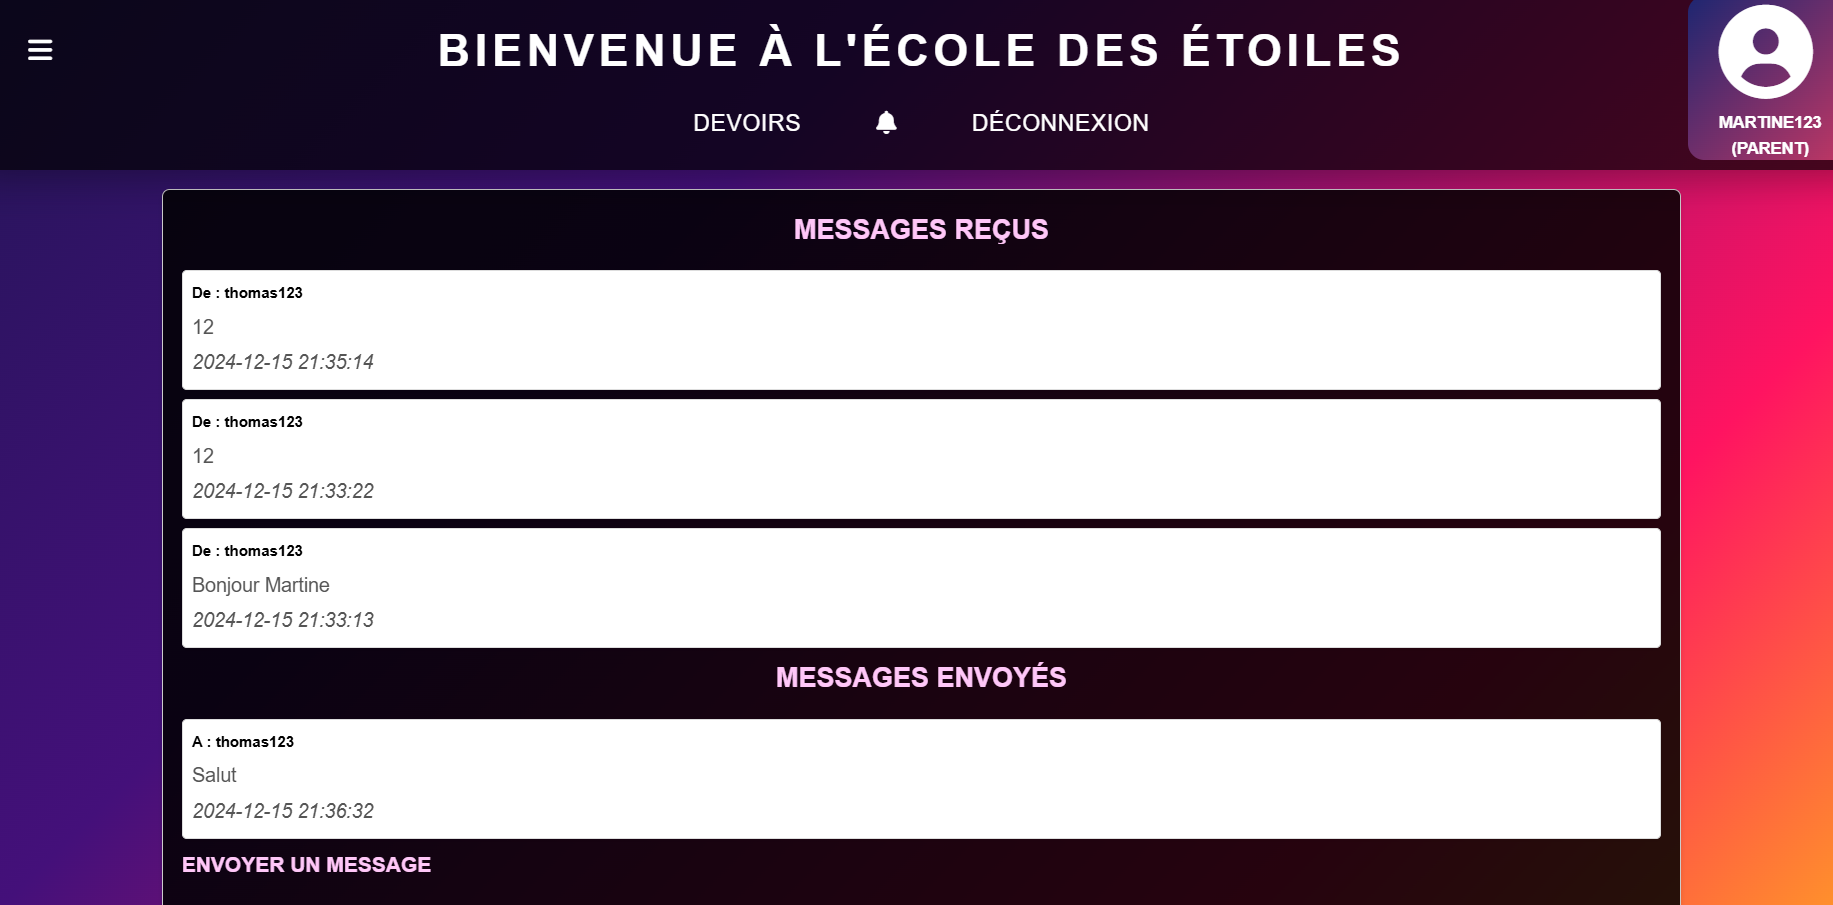 BIENVENUE À L'ÉCOLE DES ÉTOILES
DEVOIRS
DÉCONNEXION
MARTINE123
(PARENT)
MESSAGES REÇUS
De : thomas123
12
2024-12-15 21:35:14
De : thomas123
12
2024-12-15 21:33:22
De : thomas123
Bonjour Martine
2024-12-15 21:33:13
MESSAGES ENVOYÉS
A : thomas123
Salut
2024-12-15 21:36:32
ENVOYER UN MESSAGE